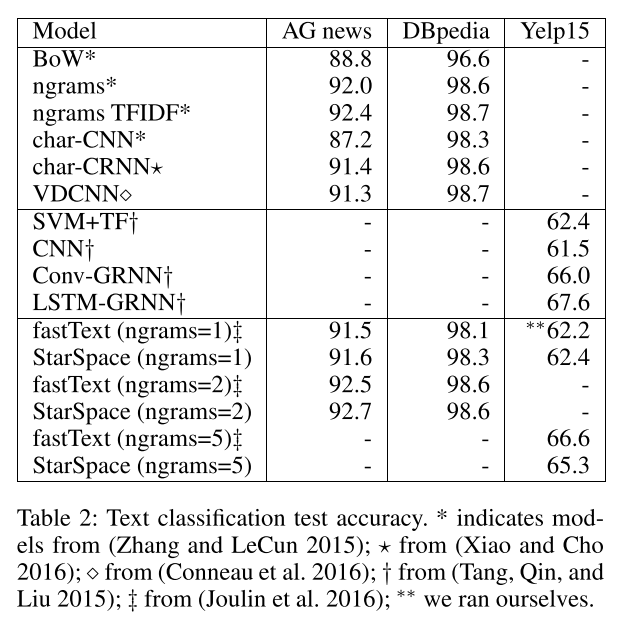 Model AG news DBpedia Yelp15
BoW* 88.8 96.6 -
ngrams* 92.0 98.6 -
ngrams TFIDF* 92.4 98.7 -
char-CNN* 87.2 98.3 -
char-CRNN⋆ 91.4 98.6 -
VDCNN⋄ 91.3 98.7 -
SVM+TF† - - 62.4
CNN† - - 61.5
Conv-GRNN† - - 66.0
LSTM-GRNN† - - 67.6
fastText (ngrams=1)‡ 91.5 98.1 **62.2
StarSpace (ngrams=1) 91.6 98.3 62.4
fastText (ngrams=2)‡ 92.5 98.6 -
StarSpace (ngrams=2) 92.7 98.6 -
fastText (ngrams=5)‡ - - 66.6
StarSpace (ngrams=5) - - 65.3
Table 2: Text classification test accuracy. * indicates mod-
els from (Zhang and LeCun 2015); ⋆ from (Xiao and Cho
2016); ⋄ from (Conneau et al. 2016); † from (Tang, Qin, and
Liu 2015); ‡ from (Joulin et al. 2016); ** we ran ourselves.